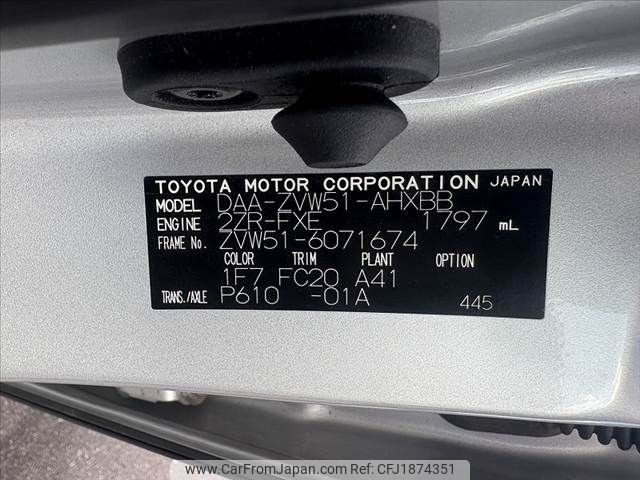 TOYOTA MOTOR CORPORATION JAPAN
MODEL DAA-ZVW51-AHXBB
ENGINE 2ZR-FXE 1797 mL
FRAME No. ZVW51-6071674
COLOR TRIM PLANT OPTION
1F7 FC20 A41
TRANS./AXLE P610 -01A 445
www.CarFromJapan.com Ref:CFJ1874351